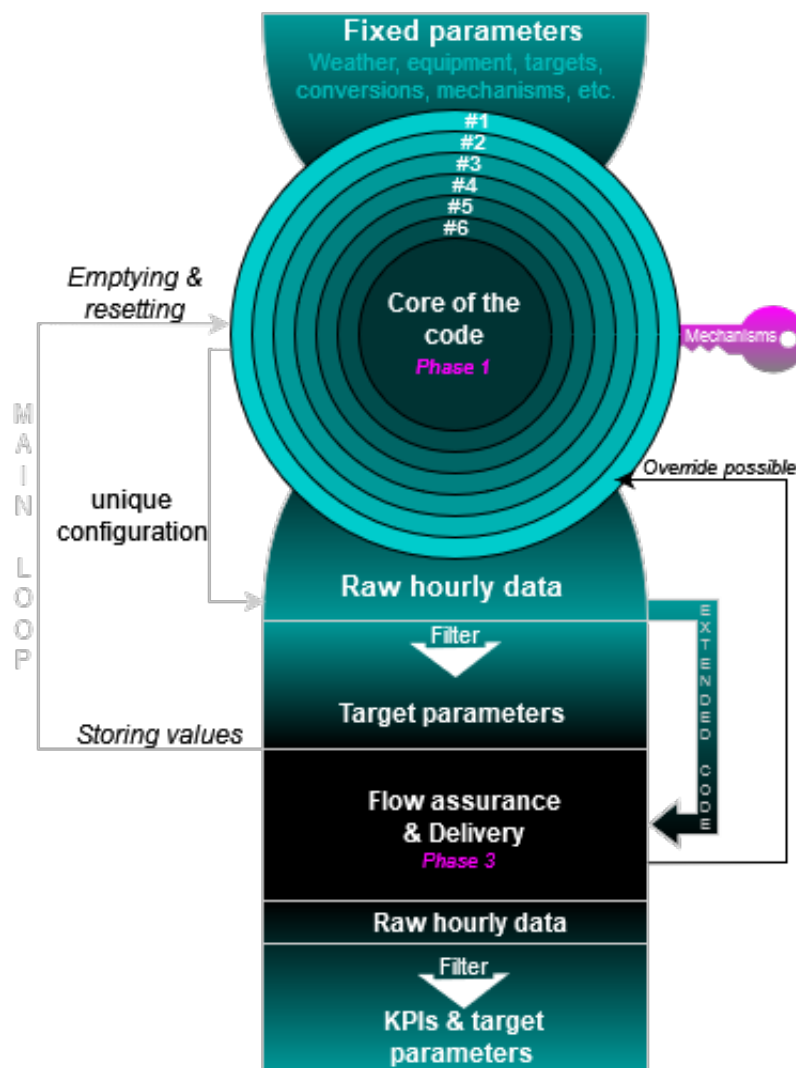 Fixed parameters
Weather, equipment, targets,
conversions, mechanisms, etc.
#1
#2
#3
#4
#5
#6
Emptying &
resetting
Core of the
code
Phase 1
Mechanisms
MAIN LOOP
Override possible
unique
configuration
Raw hourly data
EXTENDED CODE
Filter
Target parameters
Storing values
Flow assurance
& Delivery
Phase 3
Raw hourly data
Filter
KPIs & target
parameters